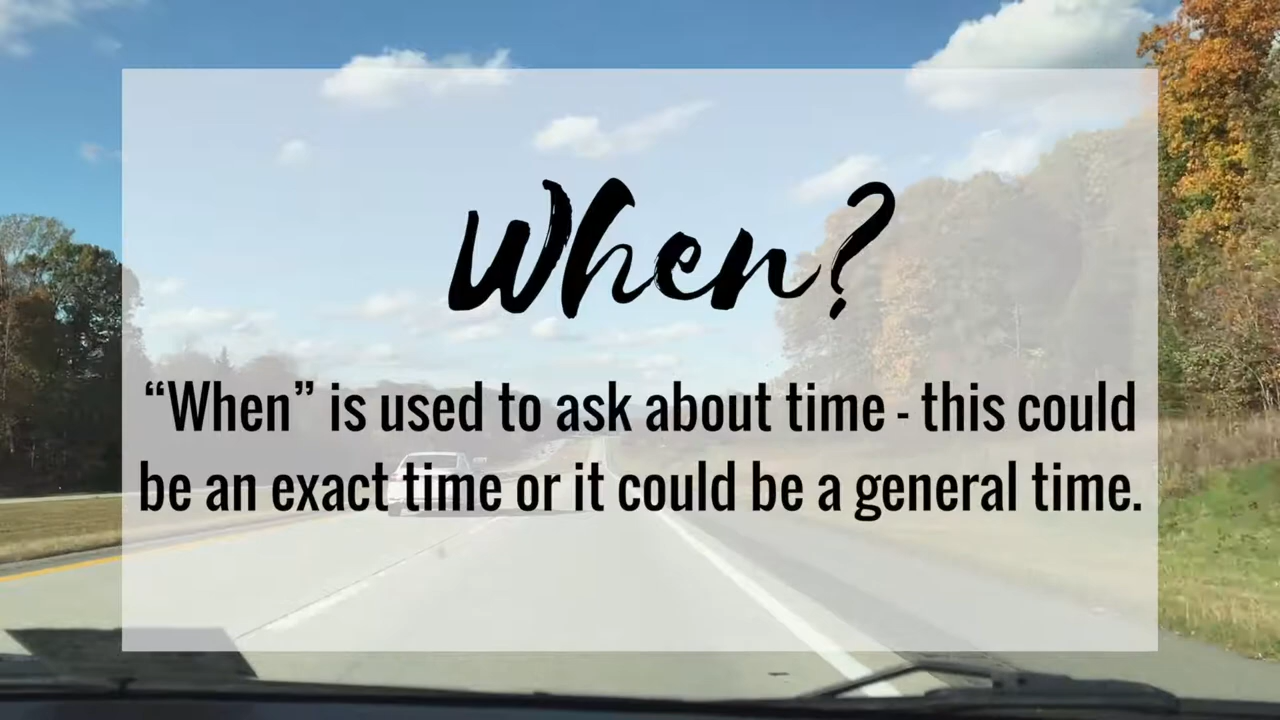 When?
“When” is used to ask about time - this could
be an exact time or it could be a general time.